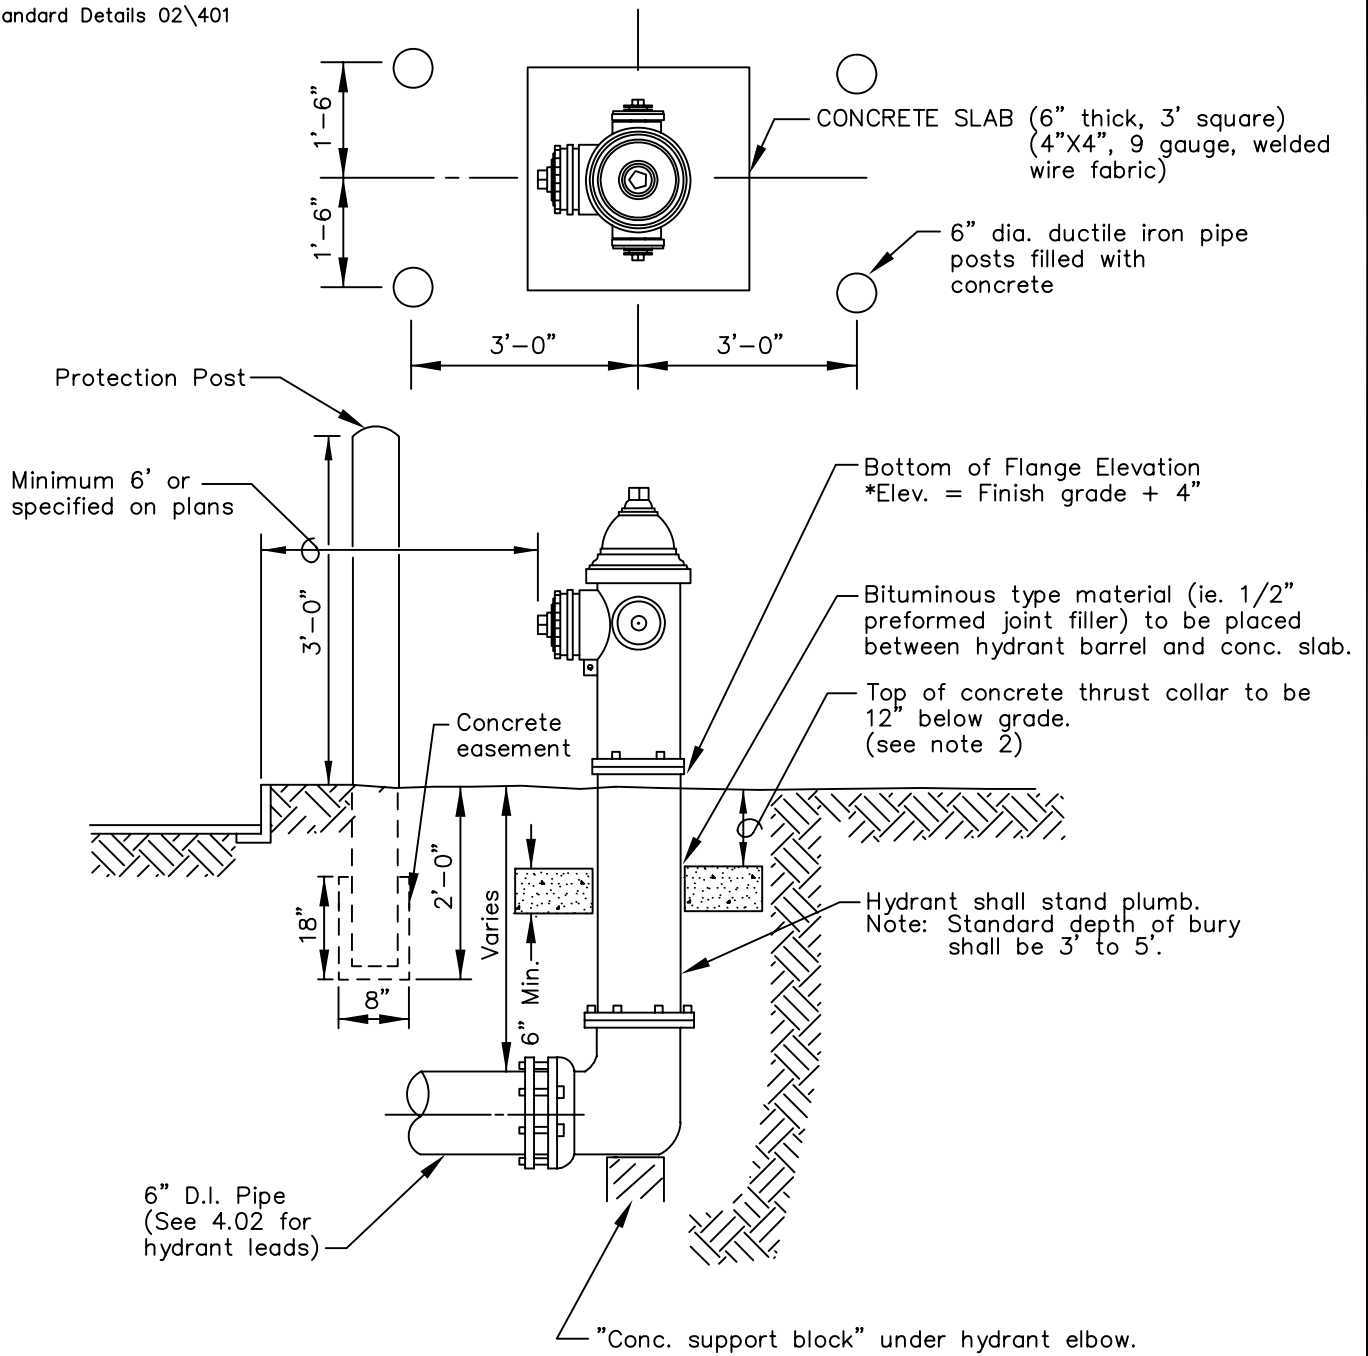 andard Details 02\401
1'-6"
1'-6"
CONCRETE SLAB (6" thick, 3' square)
(4"X4", 9 gauge, welded
wire fabric)
6" dia. ductile iron pipe
posts filled with
concrete
3'-0"
3'-0"
Protection Post
Minimum 6' or
specified on plans
3'-0"
Bottom of Flange Elevation
*Elev. = Finish grade + 4"
Bituminous type material (ie. 1/2"
preformed joint filler) to be placed
between hydrant barrel and conc. slab.
Top of concrete thrust collar to be
12" below grade.
(see note 2)
Concrete
easement
18"
2'-0"
Varies
8"
6" Min.
Hydrant shall stand plumb.
Note: Standard depth of bury
shall be 3' to 5'.
6" D.I. Pipe
(See 4.02 for
hydrant leads)
"Conc. support block" under hydrant elbow.